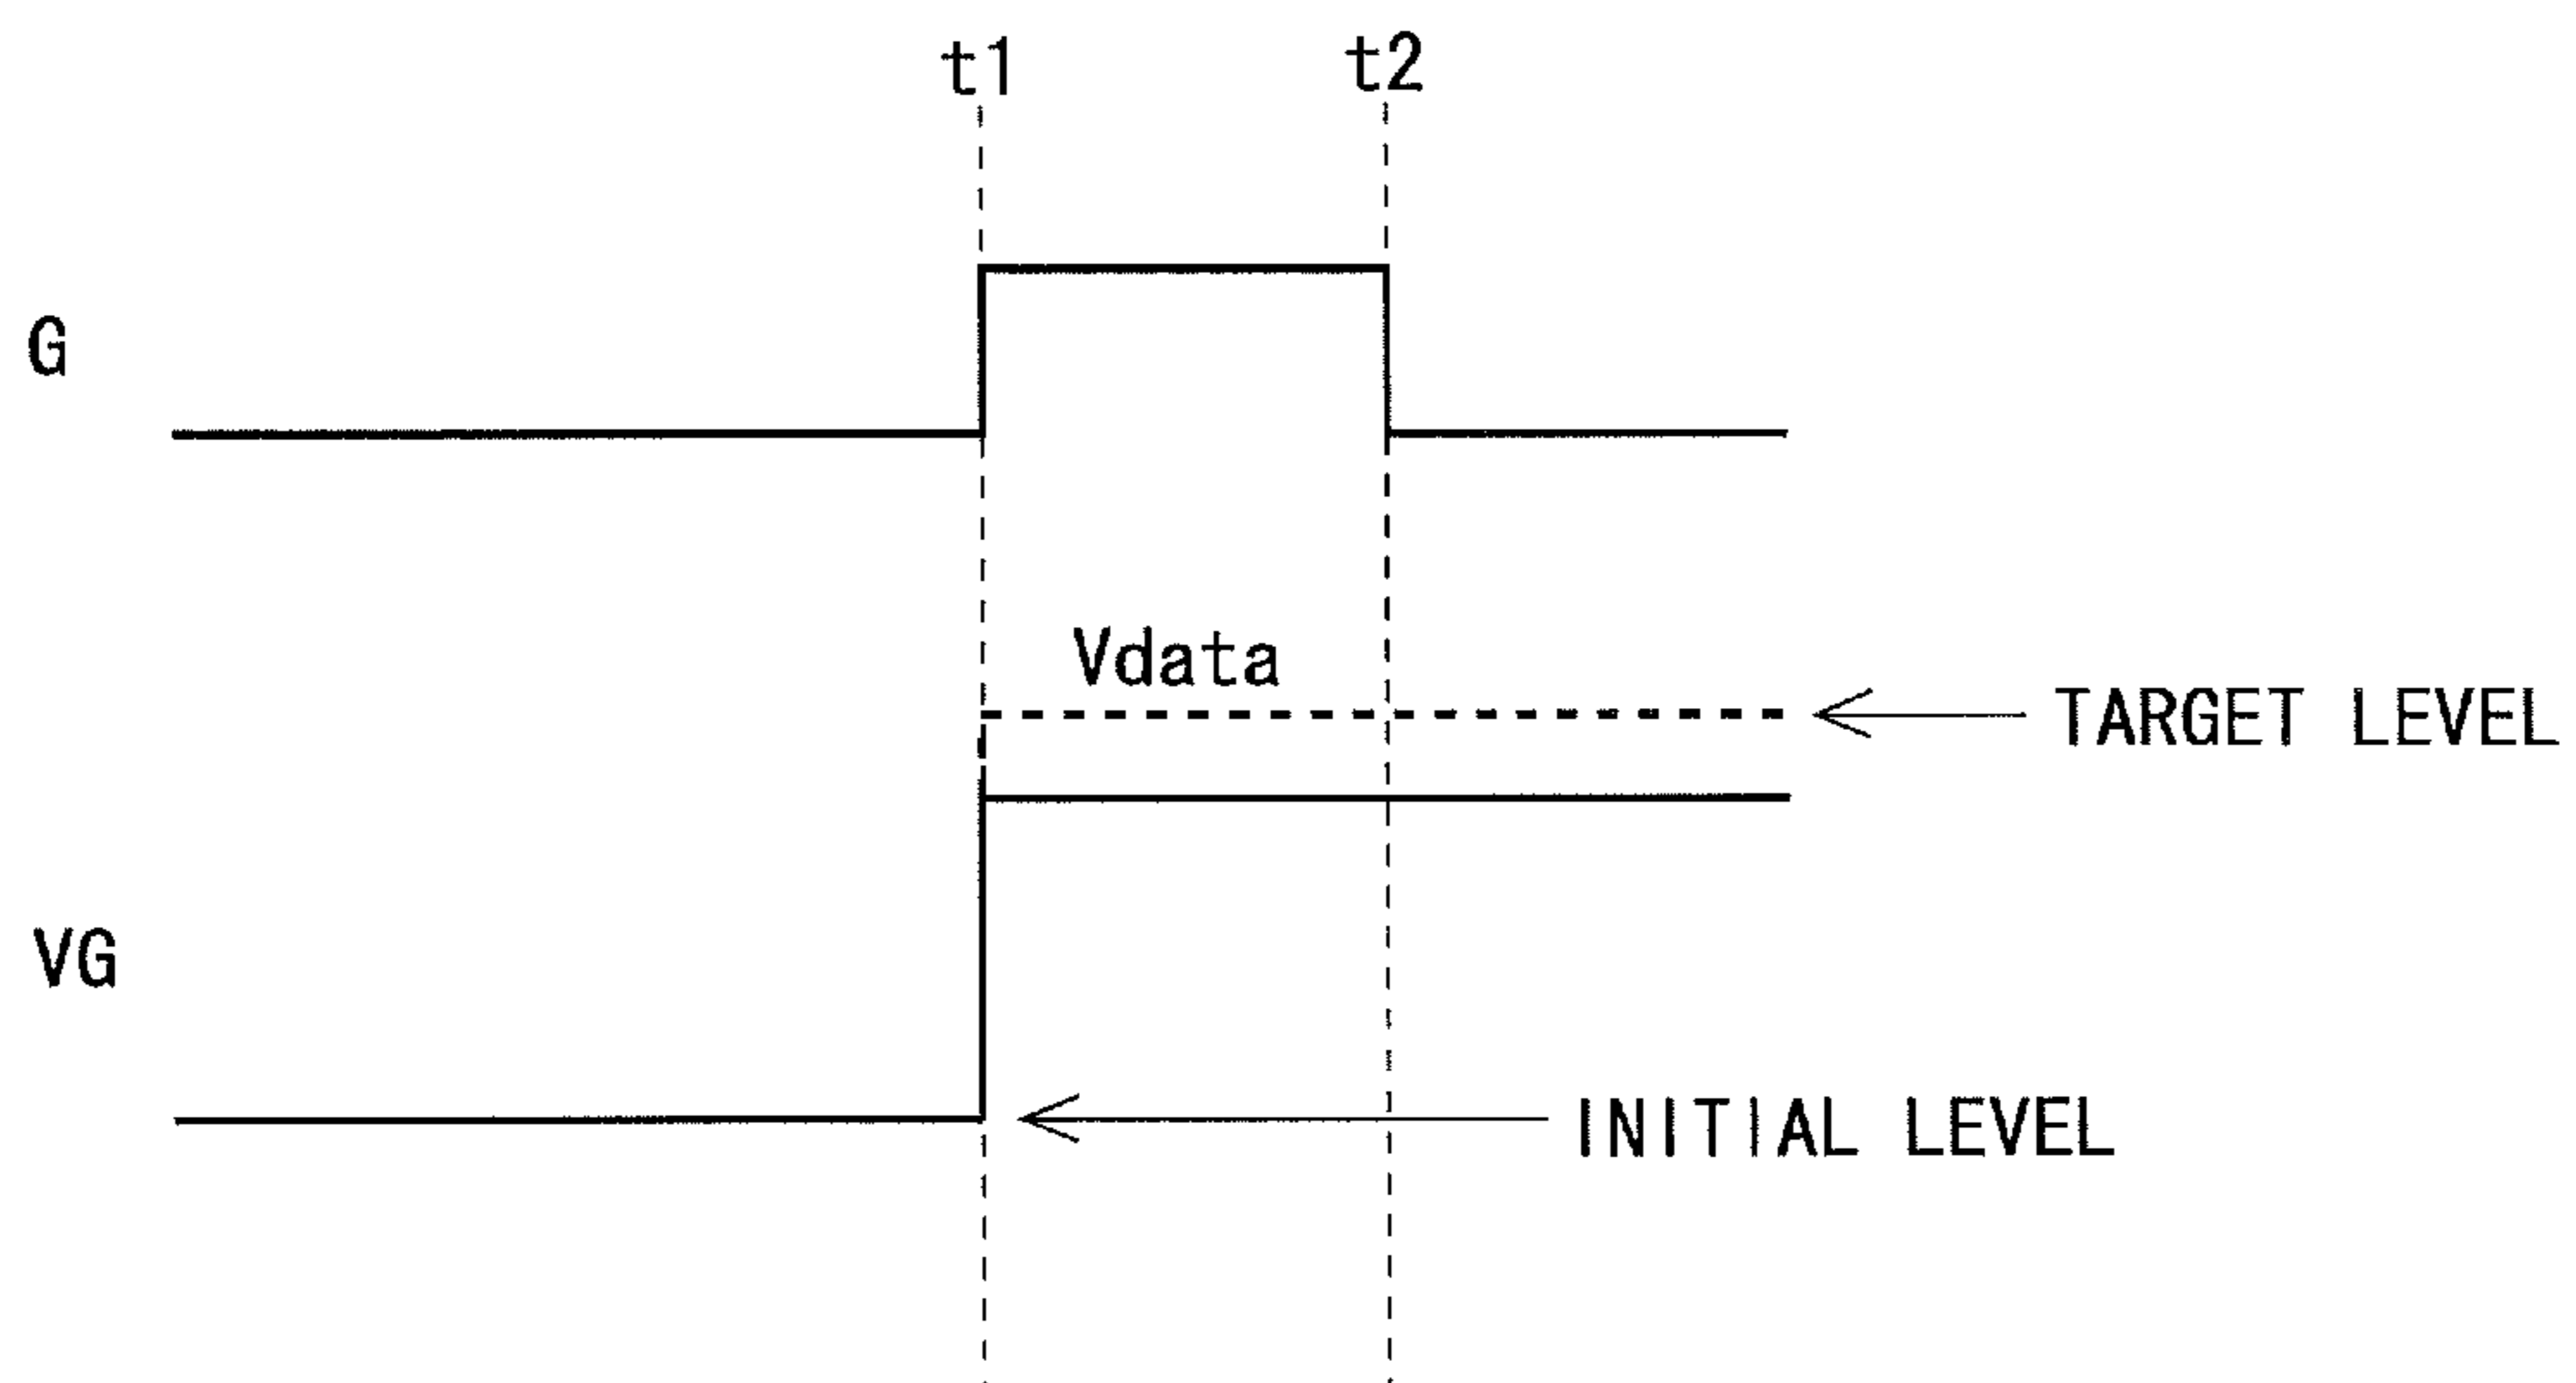 t1
t2
G
Vdata
TARGET LEVEL
VG
INITIAL LEVEL